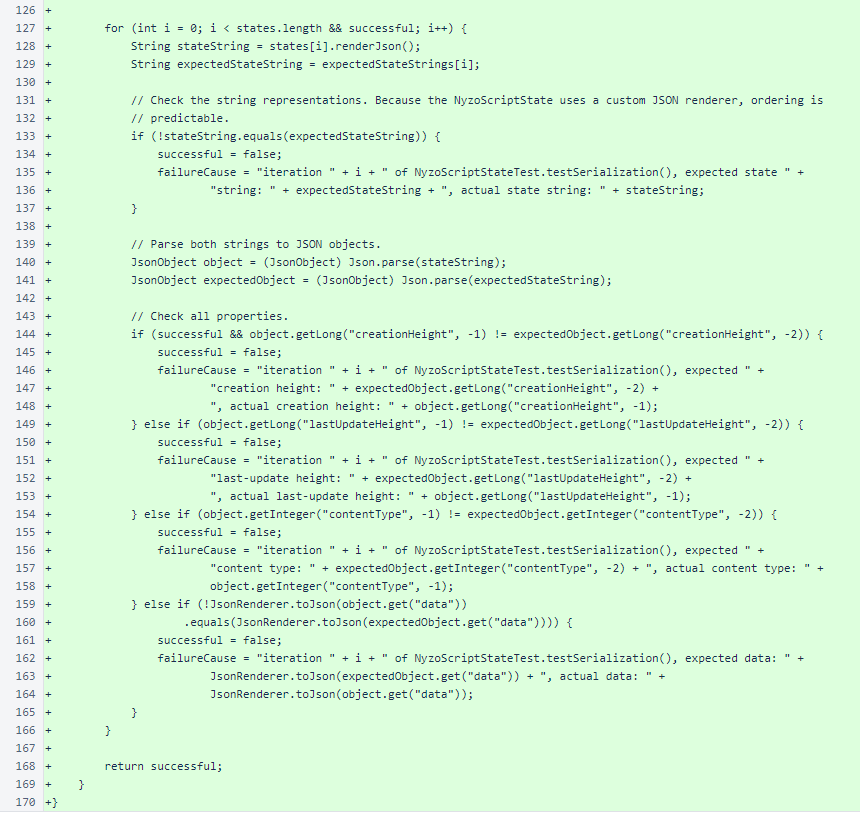 126 +
127 +         for (int i = 0; i < states.length && successful; i++) {
128 +             String stateString = states[i].renderJson();
129 +             String expectedStateString = expectedStateStrings[i];
130 +
131 +             // Check the string representations. Because the NyzoScriptState uses a custom JSON renderer, ordering is
132 +             // predictable.
133 +             if (!stateString.equals(expectedStateString)) {
134 +                 successful = false;
135 +                 failureCause = "iteration " + i + " of NyzoScriptStateTest.testSerialization(), expected state " +
136 +                         "string: " + expectedStateString + ", actual state string: " + stateString;
137 +             }
138 +
139 +             // Parse both strings to JSON objects.
140 +             JsonObject object = (JsonObject) Json.parse(stateString);
141 +             JsonObject expectedObject = (JsonObject) Json.parse(expectedStateString);
142 +
143 +             // Check all properties.
144 +             if (successful && object.getLong("creationHeight", -1) != expectedObject.getLong("creationHeight", -2)) {
145 +                 successful = false;
146 +                 failureCause = "iteration " + i + " of NyzoScriptStateTest.testSerialization(), expected " +
147 +                         "creation height: " + expectedObject.getLong("creationHeight", -2) +
148 +                         ", actual creation height: " + object.getLong("creationHeight", -1);
149 +             } else if (object.getLong("lastUpdateHeight", -1) != expectedObject.getLong("lastUpdateHeight", -2)) {
150 +                 successful = false;
151 +                 failureCause = "iteration " + i + " of NyzoScriptStateTest.testSerialization(), expected " +
152 +                         "last-update height: " + expectedObject.getLong("lastUpdateHeight", -2) +
153 +                         ", actual last-update height: " + object.getLong("lastUpdateHeight", -1);
154 +             } else if (object.getInteger("contentType", -1) != expectedObject.getInteger("contentType", -2)) {
155 +                 successful = false;
156 +                 failureCause = "iteration " + i + " of NyzoScriptStateTest.testSerialization(), expected " +
157 +                         "content type: " + expectedObject.getInteger("contentType", -2) + ", actual content type: " +
158 +                         object.getInteger("contentType", -1);
159 +             } else if (!JsonRenderer.toJson(object.get("data"))
160 +                     .equals(JsonRenderer.toJson(expectedObject.get("data")))) {
161 +                 successful = false;
162 +                 failureCause = "iteration " + i + " of NyzoScriptStateTest.testSerialization(), expected data: " +
163 +                         JsonRenderer.toJson(expectedObject.get("data")) + ", actual data: " +
164 +                         JsonRenderer.toJson(object.get("data"));
165 +             }
166 +         }
167 +
168 +         return successful;
169 +     }
170 +}